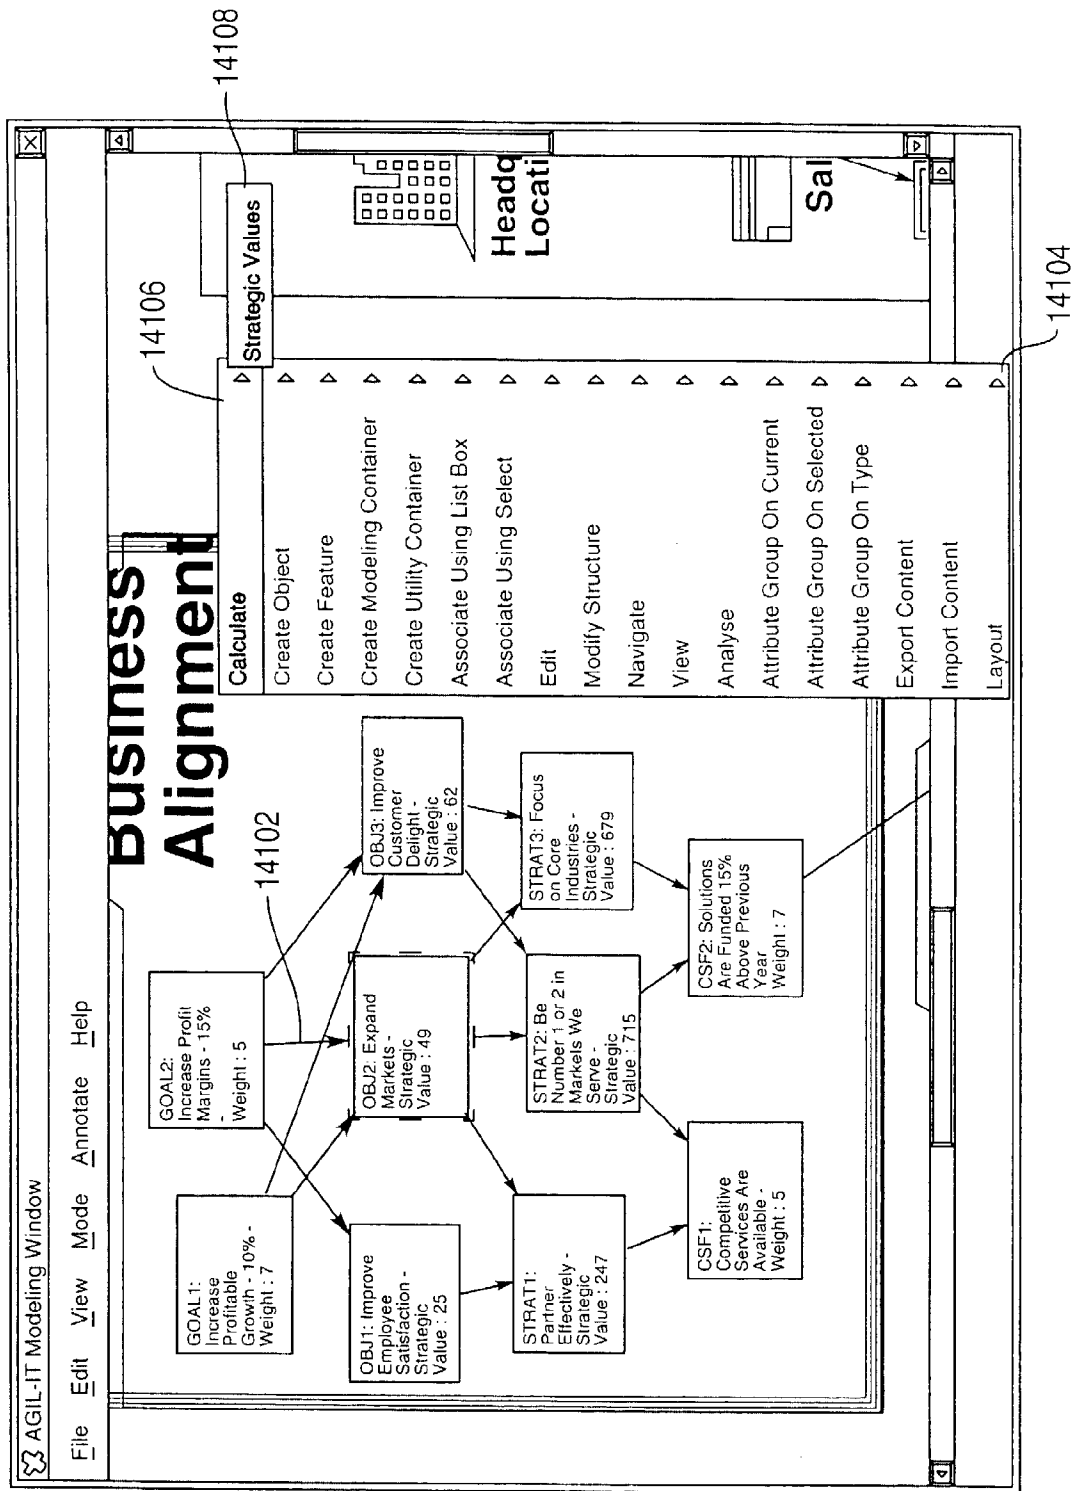 AGIL-IT Modeling Window
File Edit View Mode Annotate Help
Business
Alignment
GOAL1:
Increase
Profitable
Growth - 10% -
Weight : 7
GOAL2:
Increase Profit
Margins - 15%
-
Weight : 5
14102
OBJ1: Improve
Employee
Satisfaction -
Strategic
Value : 25
OBJ2: Expand
Markets -
Strategic
Value : 49
OBJ3: Improve
Customer
Delight -
Strategic
Value : 62
STRAT1:
Partner
Effectively -
Strategic
Value : 247
STRAT2: Be
Number 1 or 2 in
Markets We
Serve -
Strategic
Value : 715
STRAT3: Focus
on Core
Industries -
Strategic
Value : 679
CSF1:
Competitive
Services Are
Available -
Weight : 5
CSF2: Solutions
Are Funded 15%
Above Previous
Year
Weight : 7
14106
Calculate
Create Object
Create Feature
Create Modeling Container
Create Utility Container
Associate Using List Box
Associate Using Select
Edit
Modify Structure
Navigate
View
Analyse
Attribute Group On Current
Attribute Group On Selected
Attribute Group On Type
Export Content
Import Content
Layout
14104
Strategic Values
14108
Headq
Locati
Sal